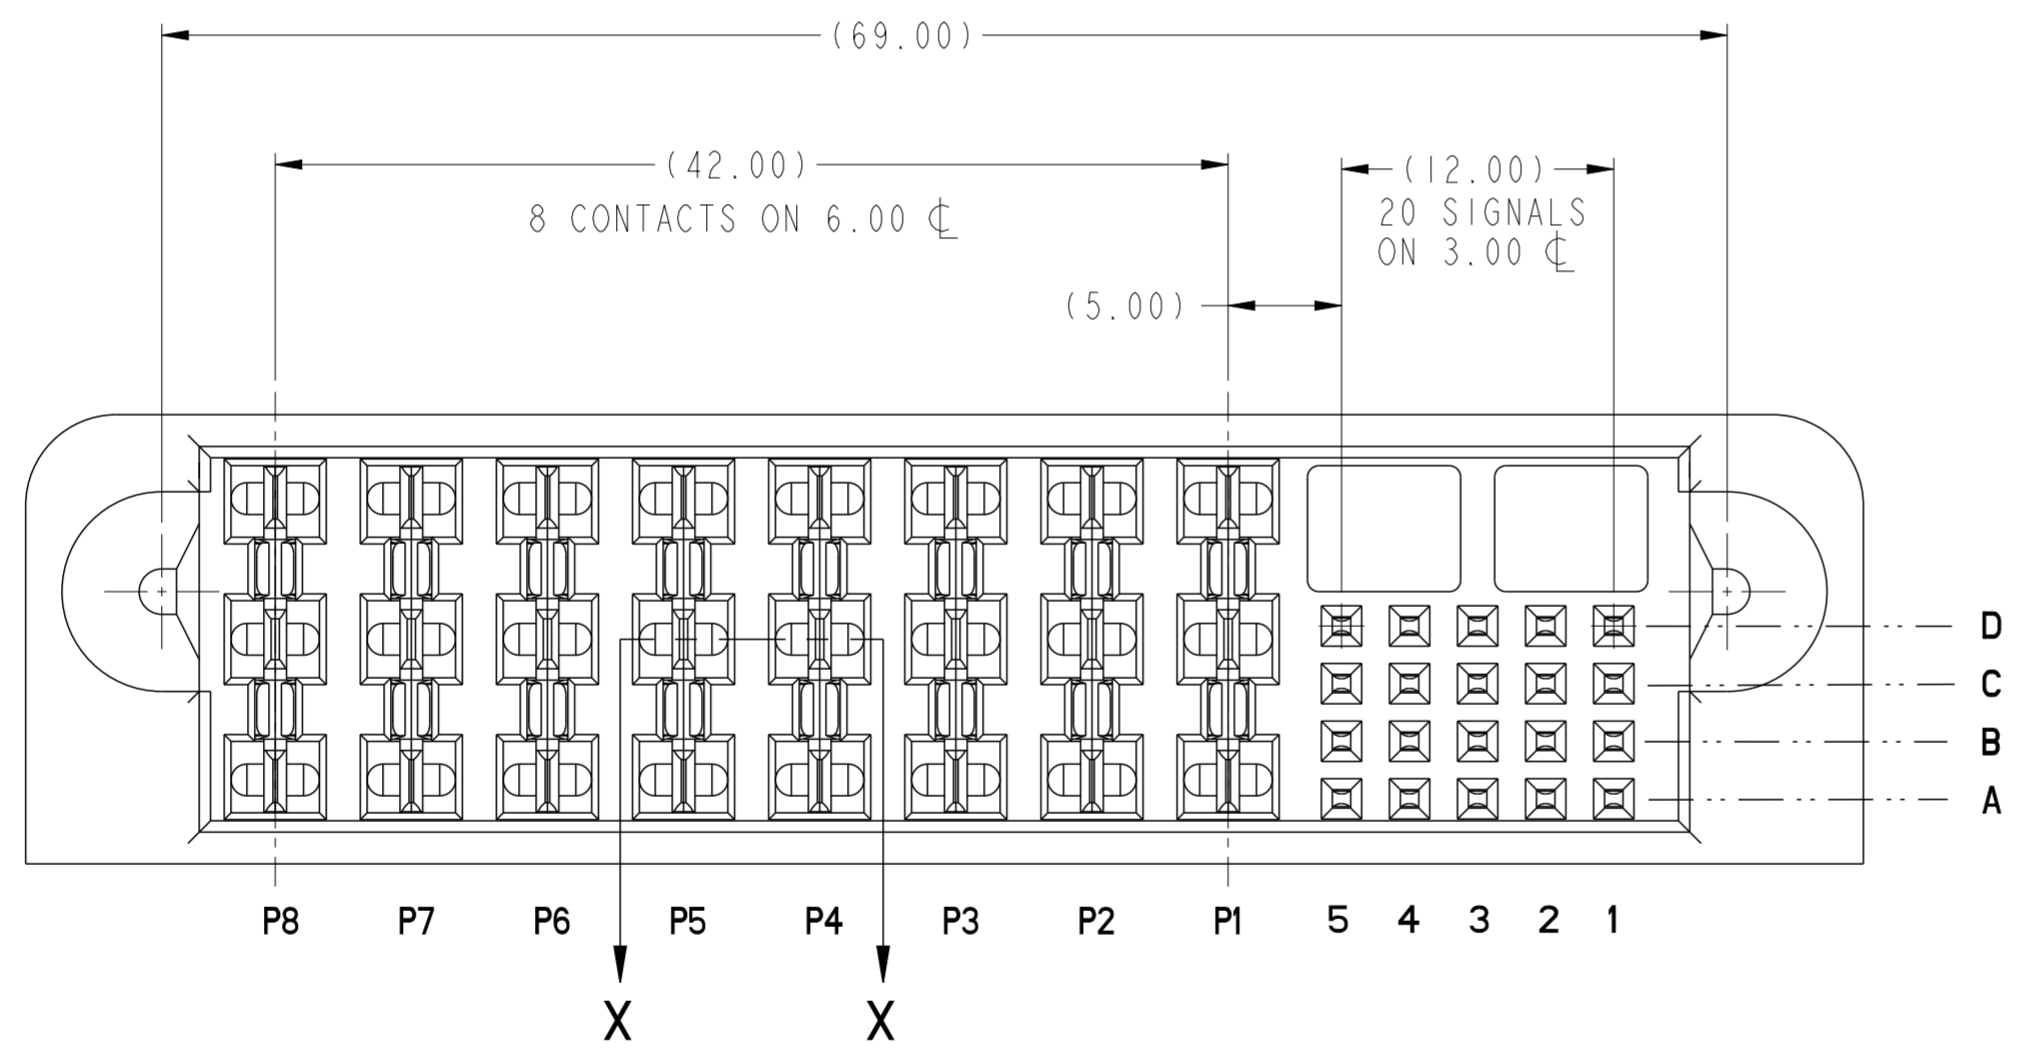 (69.00)
(42.00)
8 CONTACTS ON 6.00 ℄
(12.00)
20 SIGNALS
ON 3.00 ℄
(5.00)
D
C
B
A
P8 P7 P6 P5 P4 P3 P2 P1 5 4 3 2 1
X X